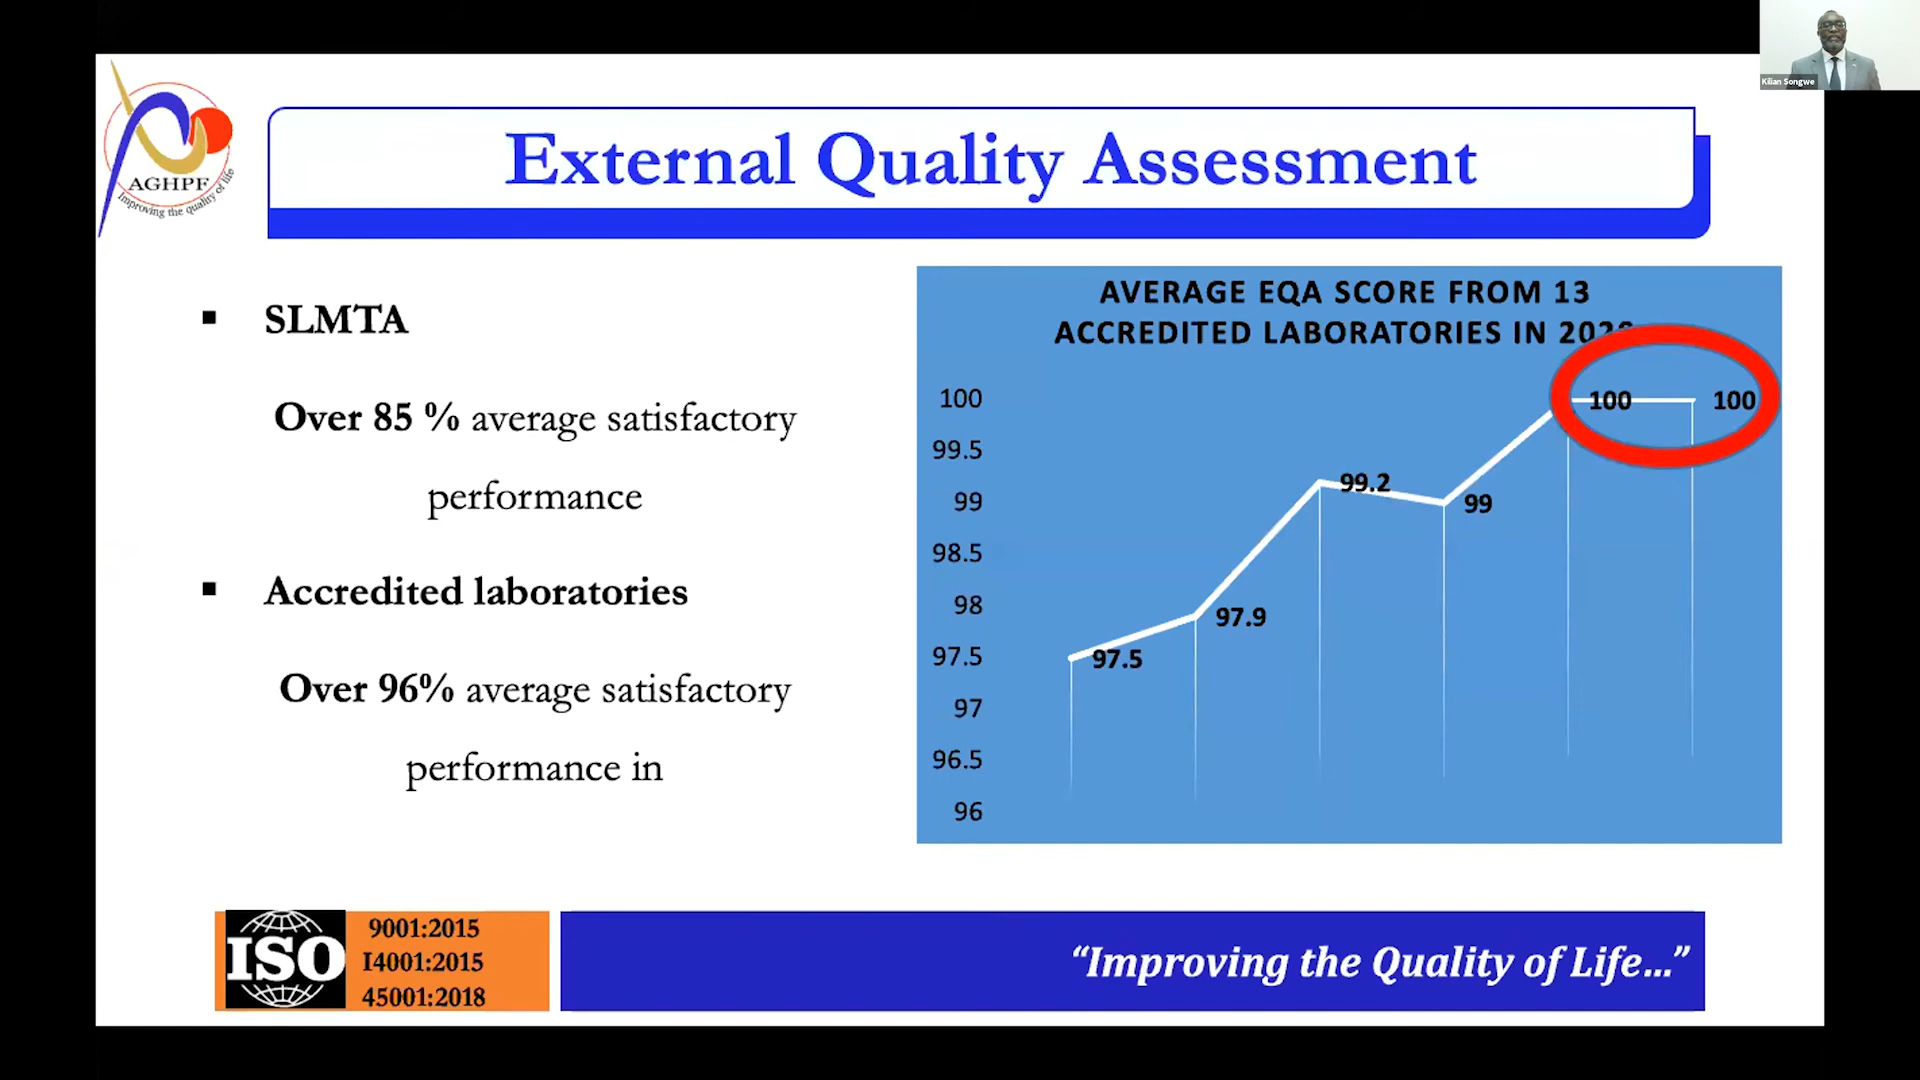 Kilian Songwe
AGHPF
Improving the quality of life
External Quality Assessment
▪ SLMTA
Over 85 % average satisfactory
performance
▪ Accredited laboratories
Over 96% average satisfactory
performance in
AVERAGE EQA SCORE FROM 13
ACCREDITED LABORATORIES IN 2020
100
99.5
99
98.5
98
97.5
97
96.5
96
97.5
97.9
99.2
99
100
100
ISO
9001:2015
I4001:2015
45001:2018
“Improving the Quality of Life...”